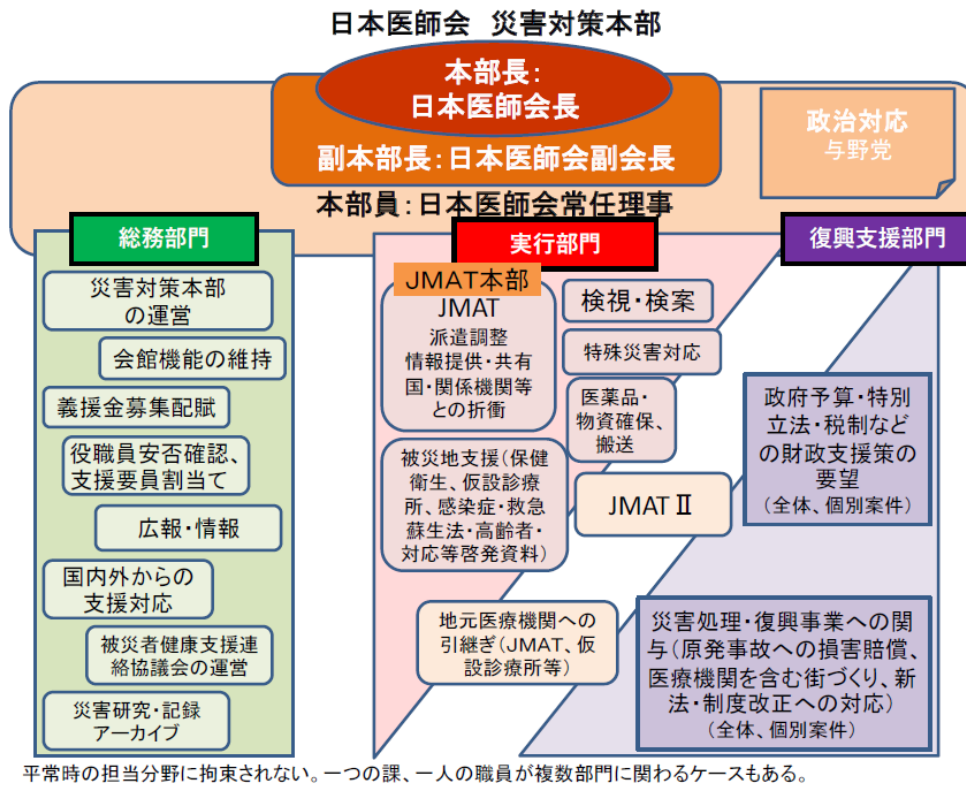 日本医師会 災害対策本部
本部長：
日本医師会長
副本部長：日本医師会副会長
本部員：日本医師会常任理事
政治対応
与野党
総務部門
災害対策本部
の運営
会館機能の維持
義援金募集配賦
役職員安否確認、
支援要員割当て
広報・情報
国内外からの
支援対応
被災者健康支援連
絡協議会の運営
災害研究・記録
アーカイブ
実行部門
JMAT本部
JMAT
派遣調整
情報提供・共有
国・関係機関等
との折衝
被災地支援（保健
衛生、仮設診療
所、感染症・救急
蘇生法・高齢者・
対応等啓発資料）
検視・検案
特殊災害対応
医薬品・
物資確保、
搬送
JMATⅡ
地元医療機関への
引継ぎ（JMAT、仮
設診療所等）
復興支援部門
政府予算・特別
立法・税制など
の財政支援策の
要望
（全体、個別案件）
災害処理・復興事業への関
与（原発事故への損害賠償、
医療機関を含む街づくり、新
法・制度改正への対応）
（全体、個別案件）
平常時の担当分野に拘束されない。一つの課、一人の職員が複数部門に関わるケースもある。